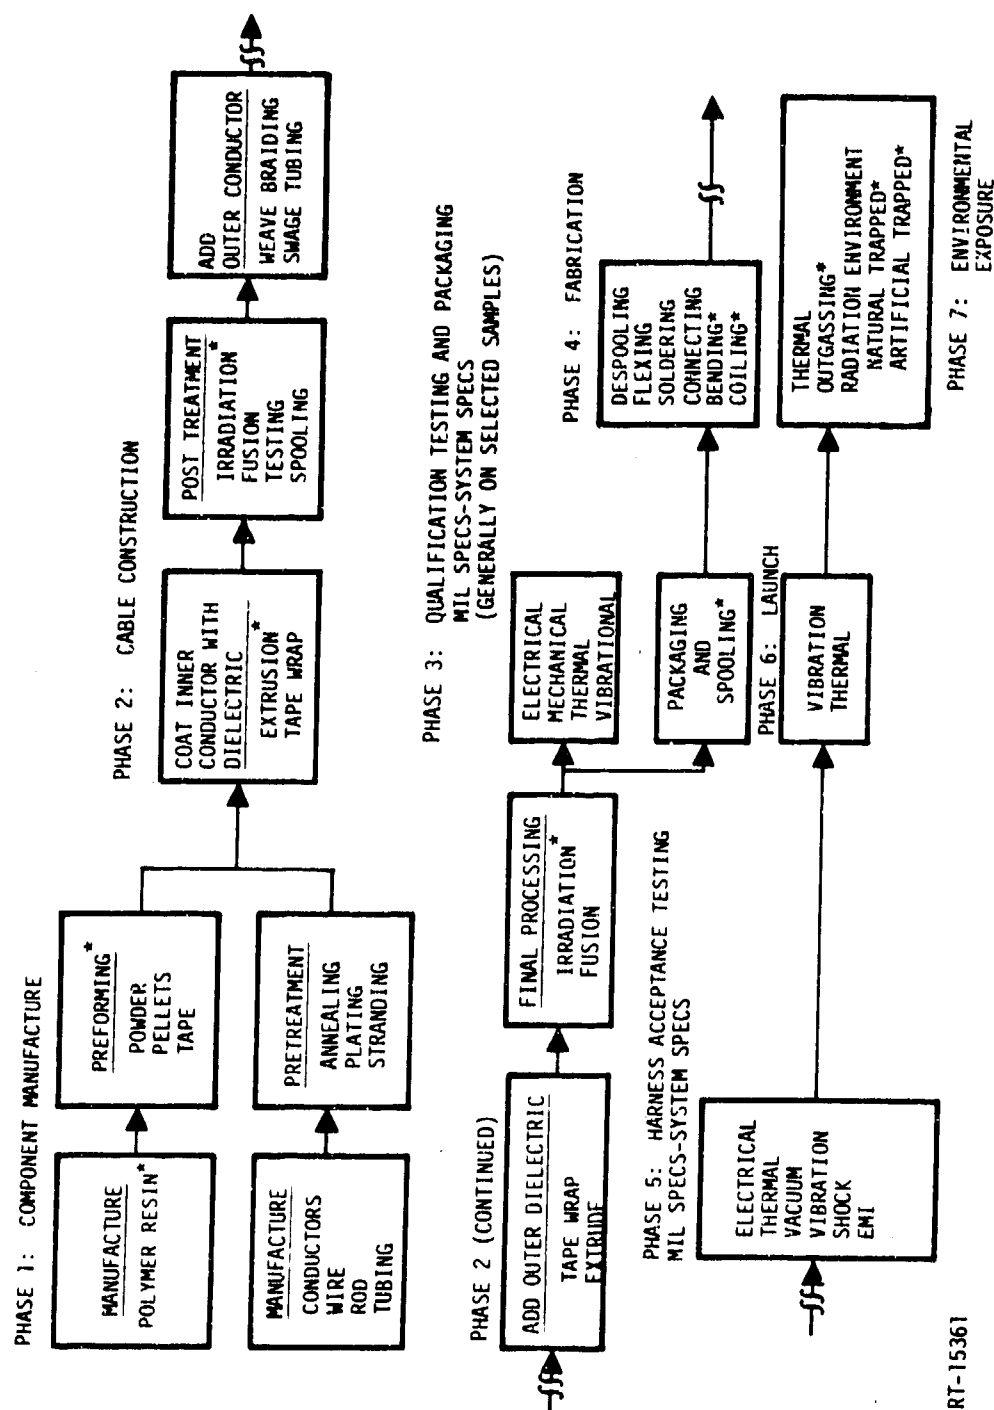 PHASE 1: COMPONENT MANUFACTURE
MANUFACTURE
POLYMER RESIN*
PREFORMING*
POWDER
PELLETS
TAPE
MANUFACTURE
CONDUCTORS
WIRE
ROD
TUBING
PRETREATMENT
ANNEALING
PLATING
STRANDING
PHASE 2: CABLE CONSTRUCTION
COAT INNER
CONDUCTOR WITH
DIELECTRIC
EXTRUSION*
TAPE WRAP
POST TREATMENT
IRRADIATION*
FUSION
TESTING
SPOOLING
ADD
OUTER CONDUCTOR
WEAVE BRAIDING
SWAGE TUBING
PHASE 2 (CONTINUED)
ADD OUTER DIELECTRIC
TAPE WRAP
EXTRUDE
FINAL PROCESSING
IRRADIATION*
FUSION
PHASE 3: QUALIFICATION TESTING AND PACKAGING
MIL SPECS-SYSTEM SPECS
(GENERALLY ON SELECTED SAMPLES)
ELECTRICAL
MECHANICAL
THERMAL
VIBRATIONAL
PACKAGING
AND
SPOOLING*
PHASE 4: FABRICATION
DESPOOLING
FLEXING
SOLDERING
CONNECTING
BENDING*
COILING*
PHASE 5: HARNESS ACCEPTANCE TESTING
MIL SPECS-SYSTEM SPECS
ELECTRICAL
THERMAL
VACUUM
VIBRATION
SHOCK
EMI
PHASE 6: LAUNCH
VIBRATION
THERMAL
THERMAL
OUTGASSING*
RADIATION ENVIRONMENT
NATURAL TRAPPED*
ARTIFICIAL TRAPPED*
PHASE 7: ENVIRONMENTAL
EXPOSURE
RT-15361